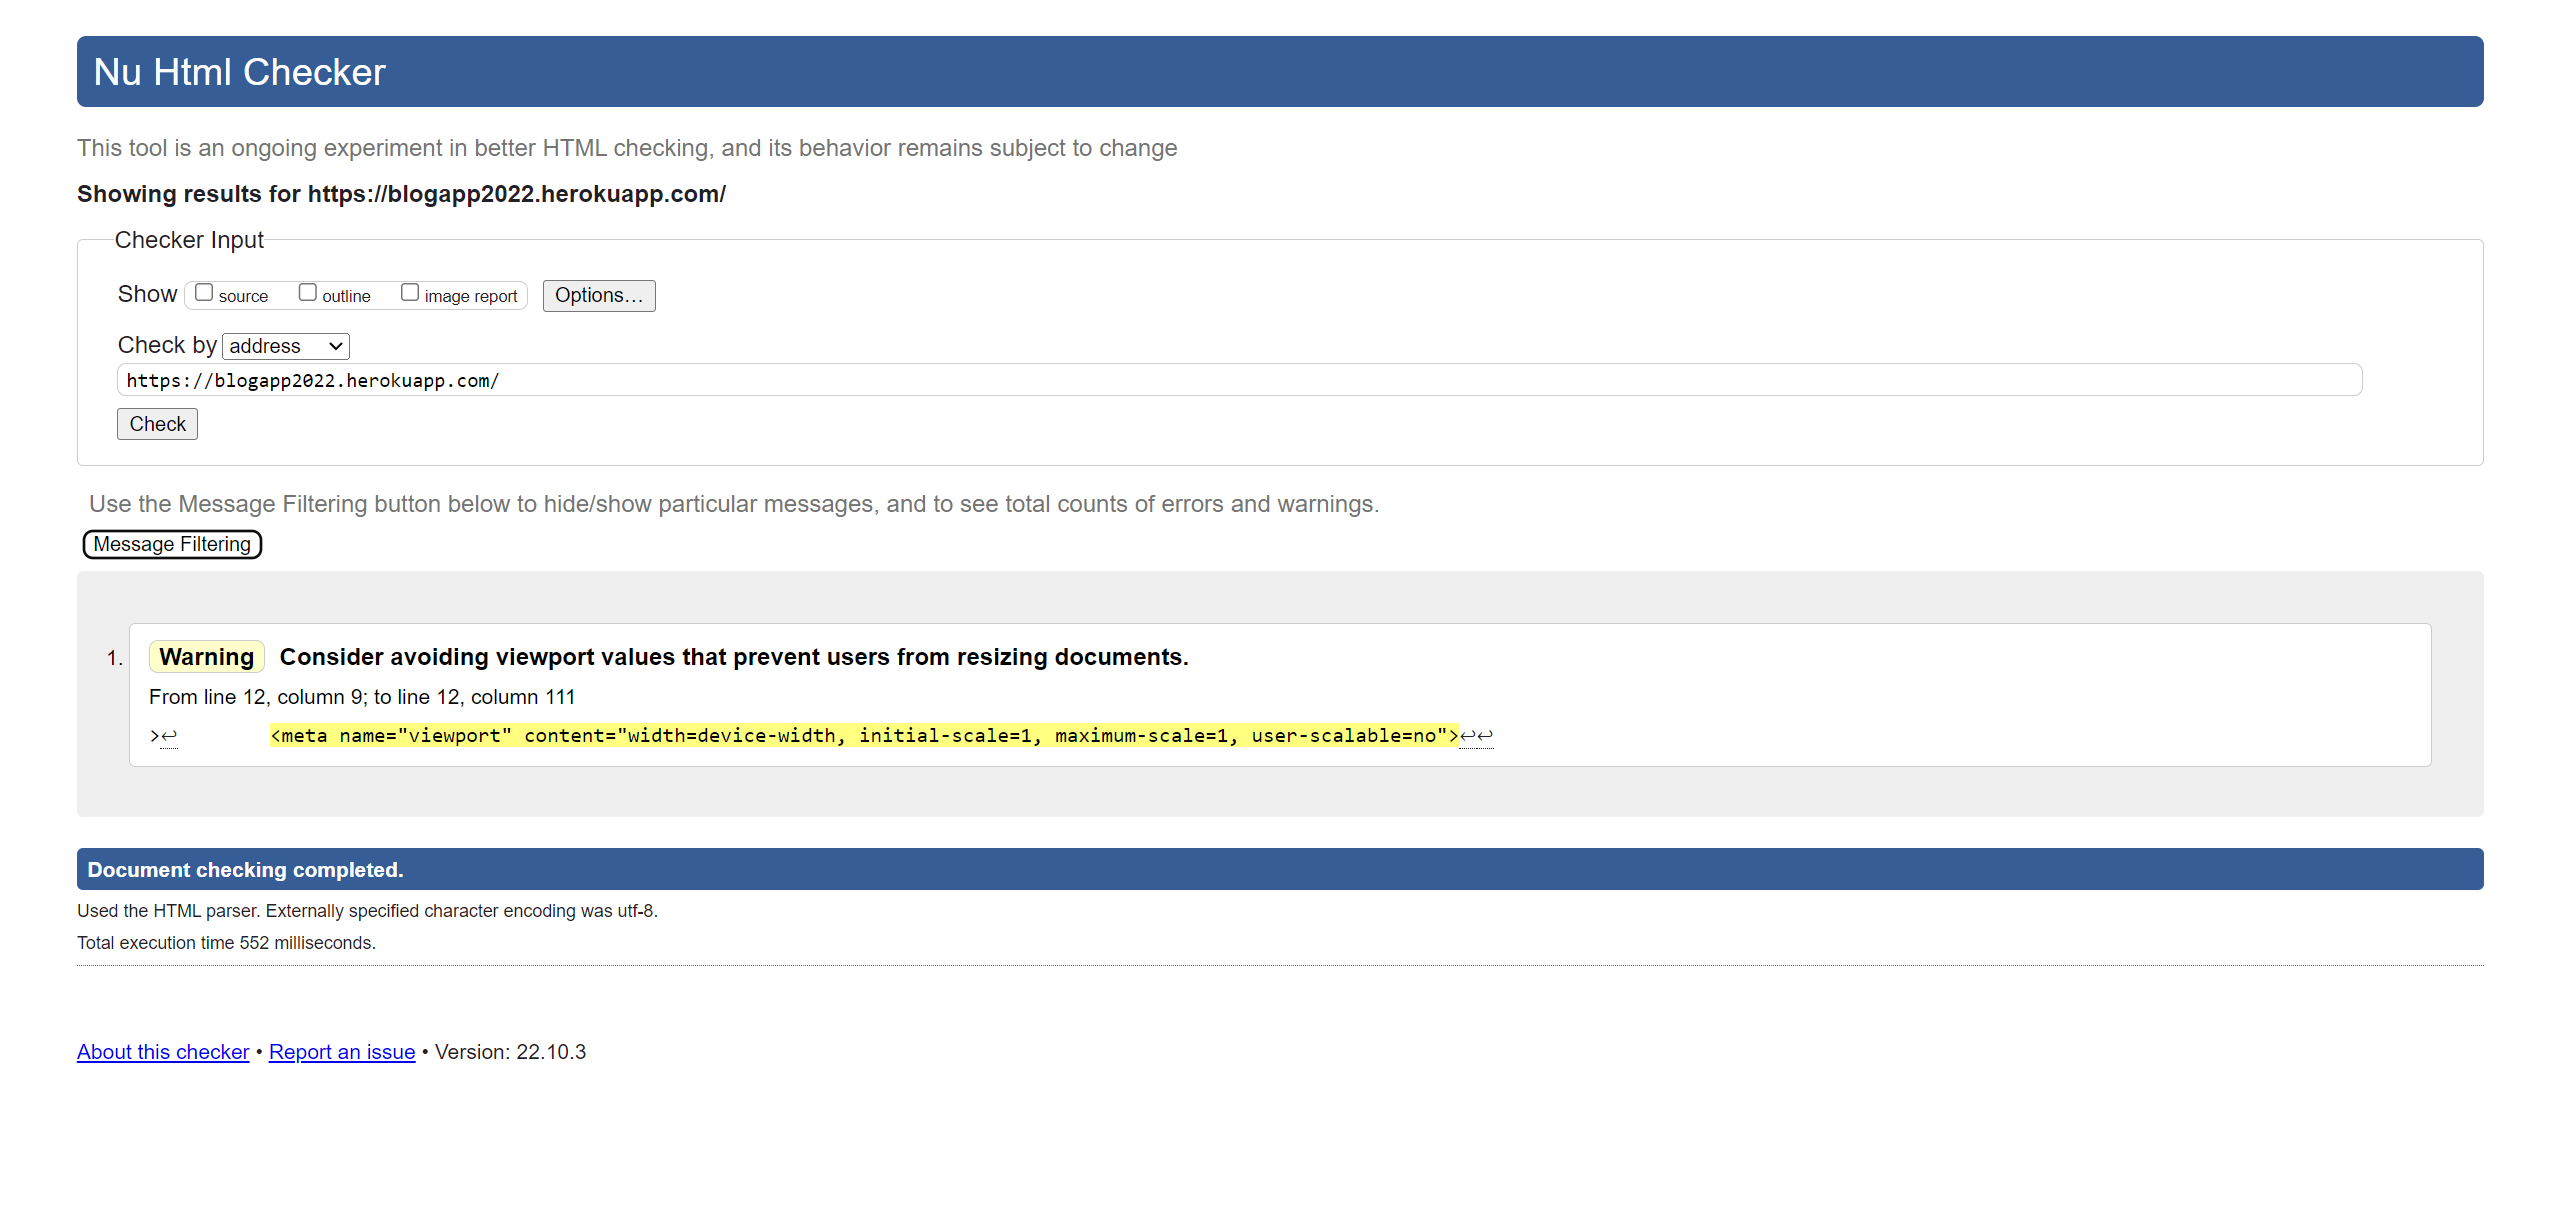 Nu Html Checker
This tool is an ongoing experiment in better HTML checking, and its behavior remains subject to change
Showing results for https://blogapp2022.herokuapp.com/
Checker Input
Show source outline image report Options…
Check by address
https://blogapp2022.herokuapp.com/
Check
Use the Message Filtering button below to hide/show particular messages, and to see total counts of errors and warnings.
Message Filtering
1. Warning Consider avoiding viewport values that prevent users from resizing documents.
From line 12, column 9; to line 12, column 111
>↩ <meta name="viewport" content="width=device-width, initial-scale=1, maximum-scale=1, user-scalable=no">↩↩
Document checking completed.
Used the HTML parser. Externally specified character encoding was utf-8.
Total execution time 552 milliseconds.
About this checker • Report an issue • Version: 22.10.3